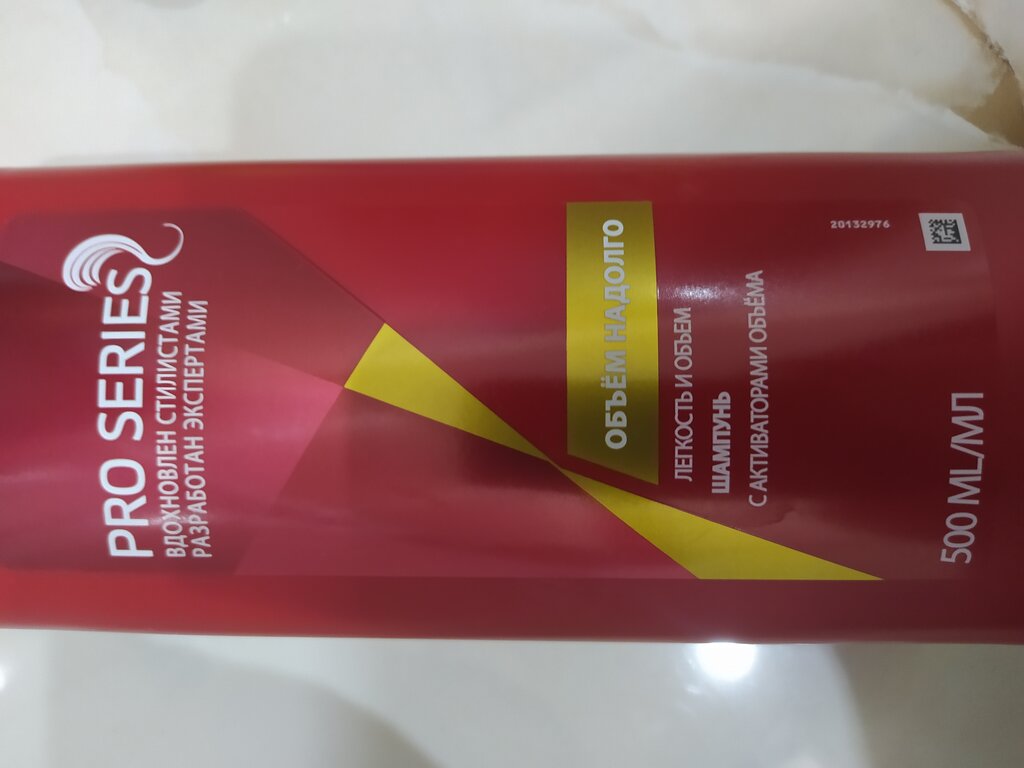 PRO SERIES
ВДОХНОВЛЕН СТИЛИСТАМИ
РАЗРАБОТАН ЭКСПЕРТАМИ
ОБЪЁМ НАДОЛГО
ЛЕГКОСТЬ И ОБЪЕМ
ШАМПУНЬ
С АКТИВАТОРАМИ ОБЪЁМА
20132976
500 ML/МЛ